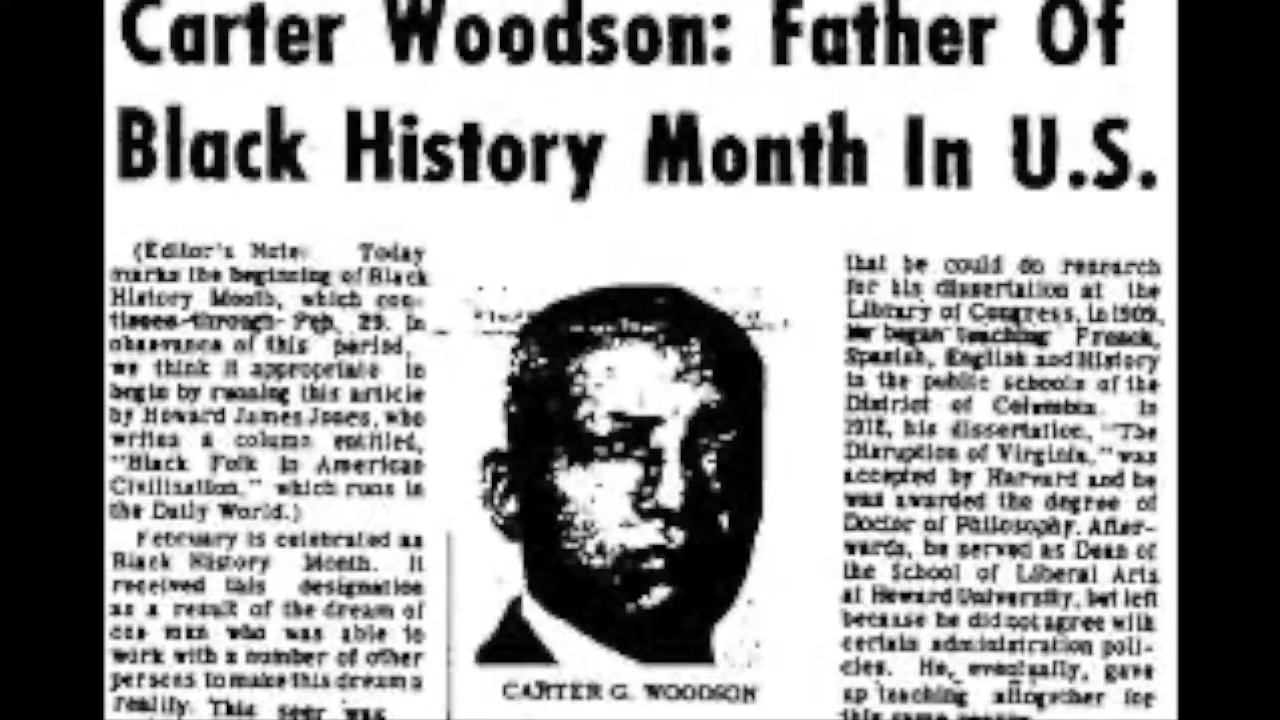 Carter Woodson: Father Of
Black History Month In U.S.
(Editor's Note: Today
marks the beginning of Black
History Month, which con-
tinues through Feb. 29. In
observance of this period,
we think it appropriate to
begin by running this article
by Howard James Jones, who
writes a column entitled,
"Black Folk in American
Civilization," which runs in
the Daily World.)
February is celebrated as
Black History Month. It
received this designation
as a result of the dream of
one man who was able to
work with a number of other
persons to make this dream a
reality. This year was
CARTER G. WOODSON
that he could do research
for his dissertation at the
Library of Congress, in 1909,
he began teaching French,
Spanish, English and History
in the public schools of the
District of Columbia. In
1912, his dissertation, "The
Disruption of Virginia," was
accepted by Harvard and he
was awarded the degree of
Doctor of Philosophy. After-
wards, he served as Dean of
the School of Liberal Arts
at Howard University, but left
because he did not agree with
certain administration poli-
cies. He, eventually, gave
up teaching altogether for
this same reason.